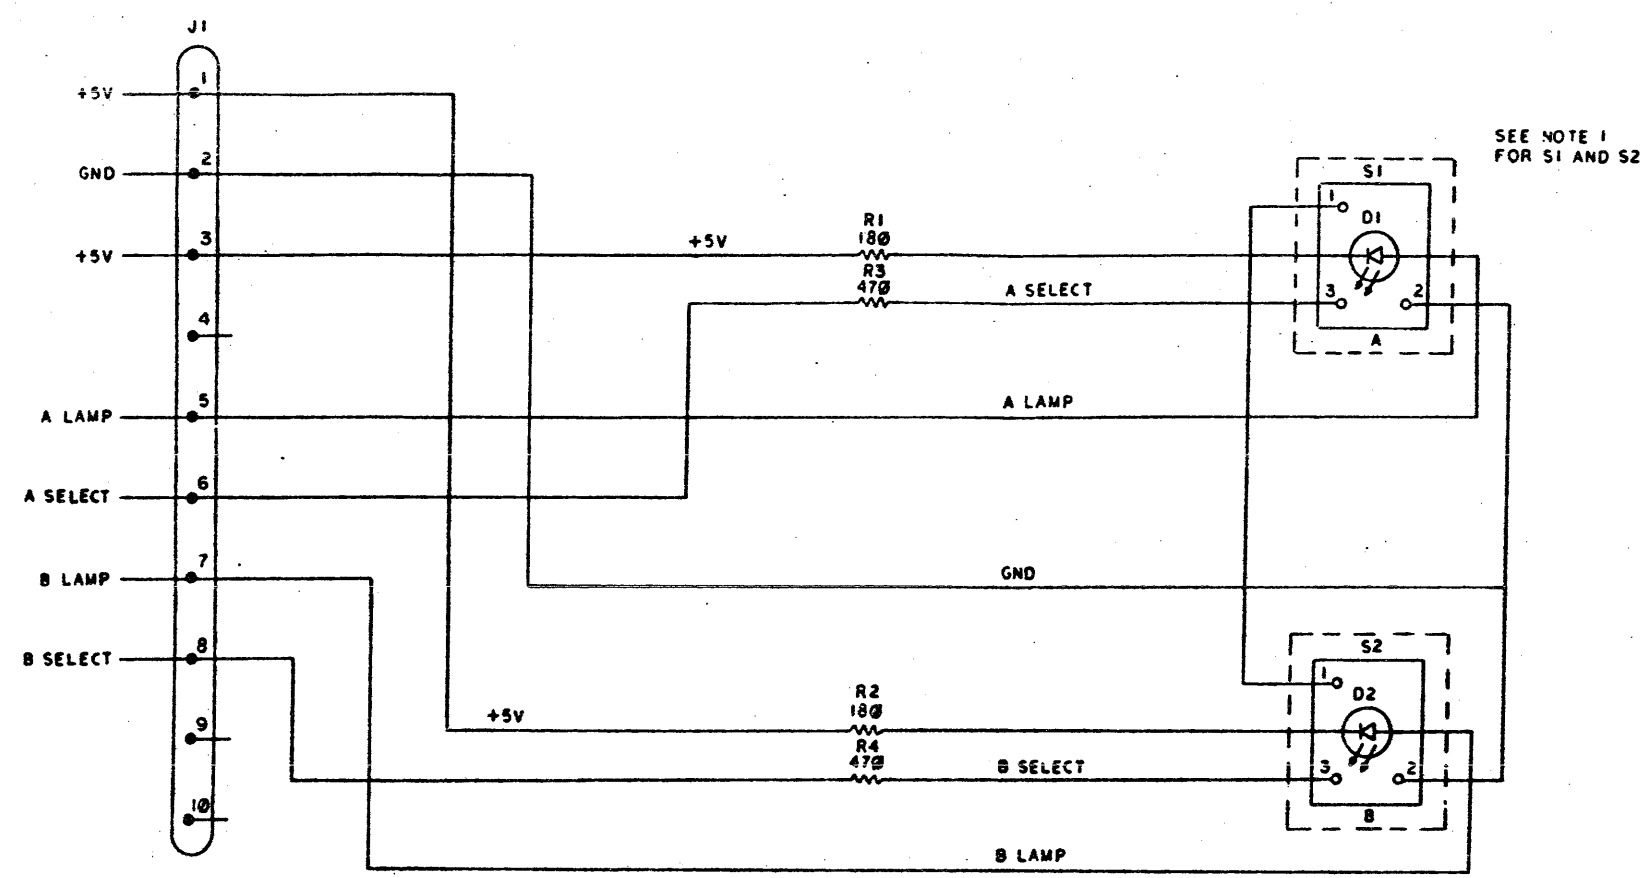 J1
1
+5V
2
GND
3
+5V
4
5
A LAMP
6
A SELECT
7
B LAMP
8
B SELECT
9
10
+5V
R1
180
R3
470
A SELECT
A LAMP
GND
+5V
R2
180
R4
470
B SELECT
B LAMP
SEE NOTE 1
FOR S1 AND S2
S1
1
D1
3
2
A
S2
1
D2
3
2
B